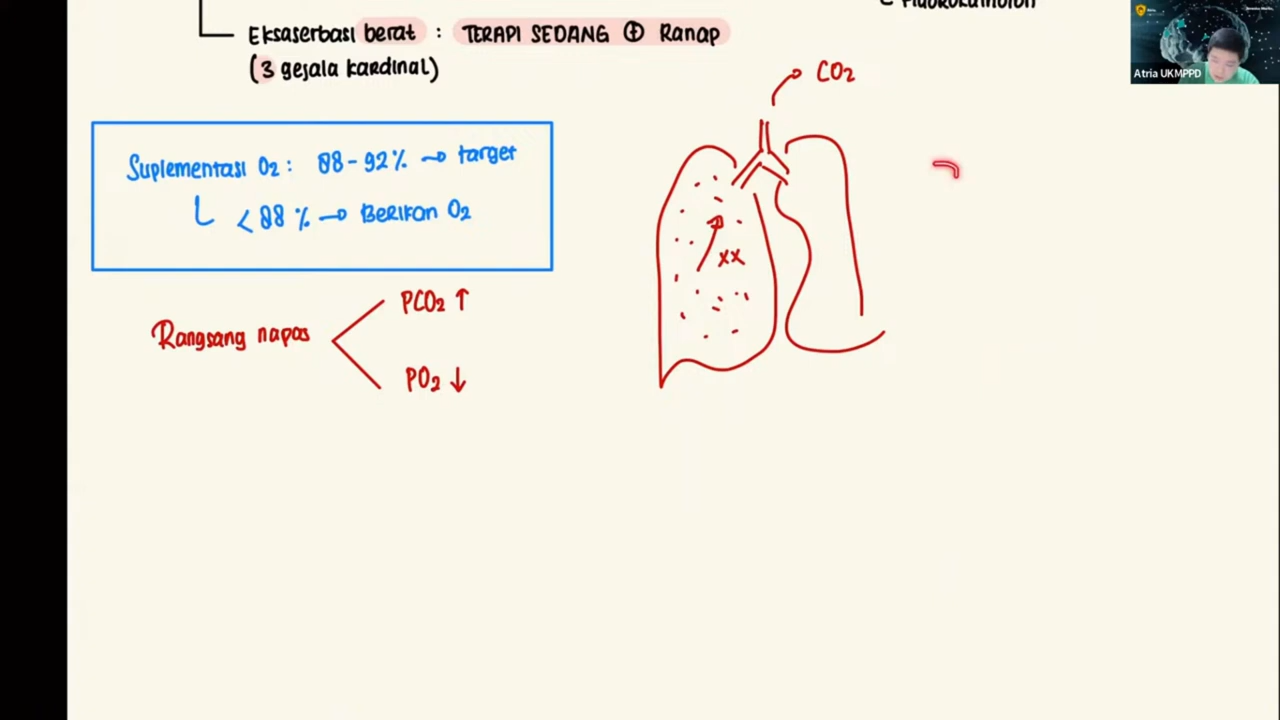 Eksaserbasi berat : TERAPI SEDANG ⊕ Ranap
(3 gejala kardinal)
CO2
Suplementasi O2 : 88 - 92 % → target
< 88 % → Berikan O2
xx
Rangsang napas
PCO2 ↑
PO2 ↓
Atria UKMPPD